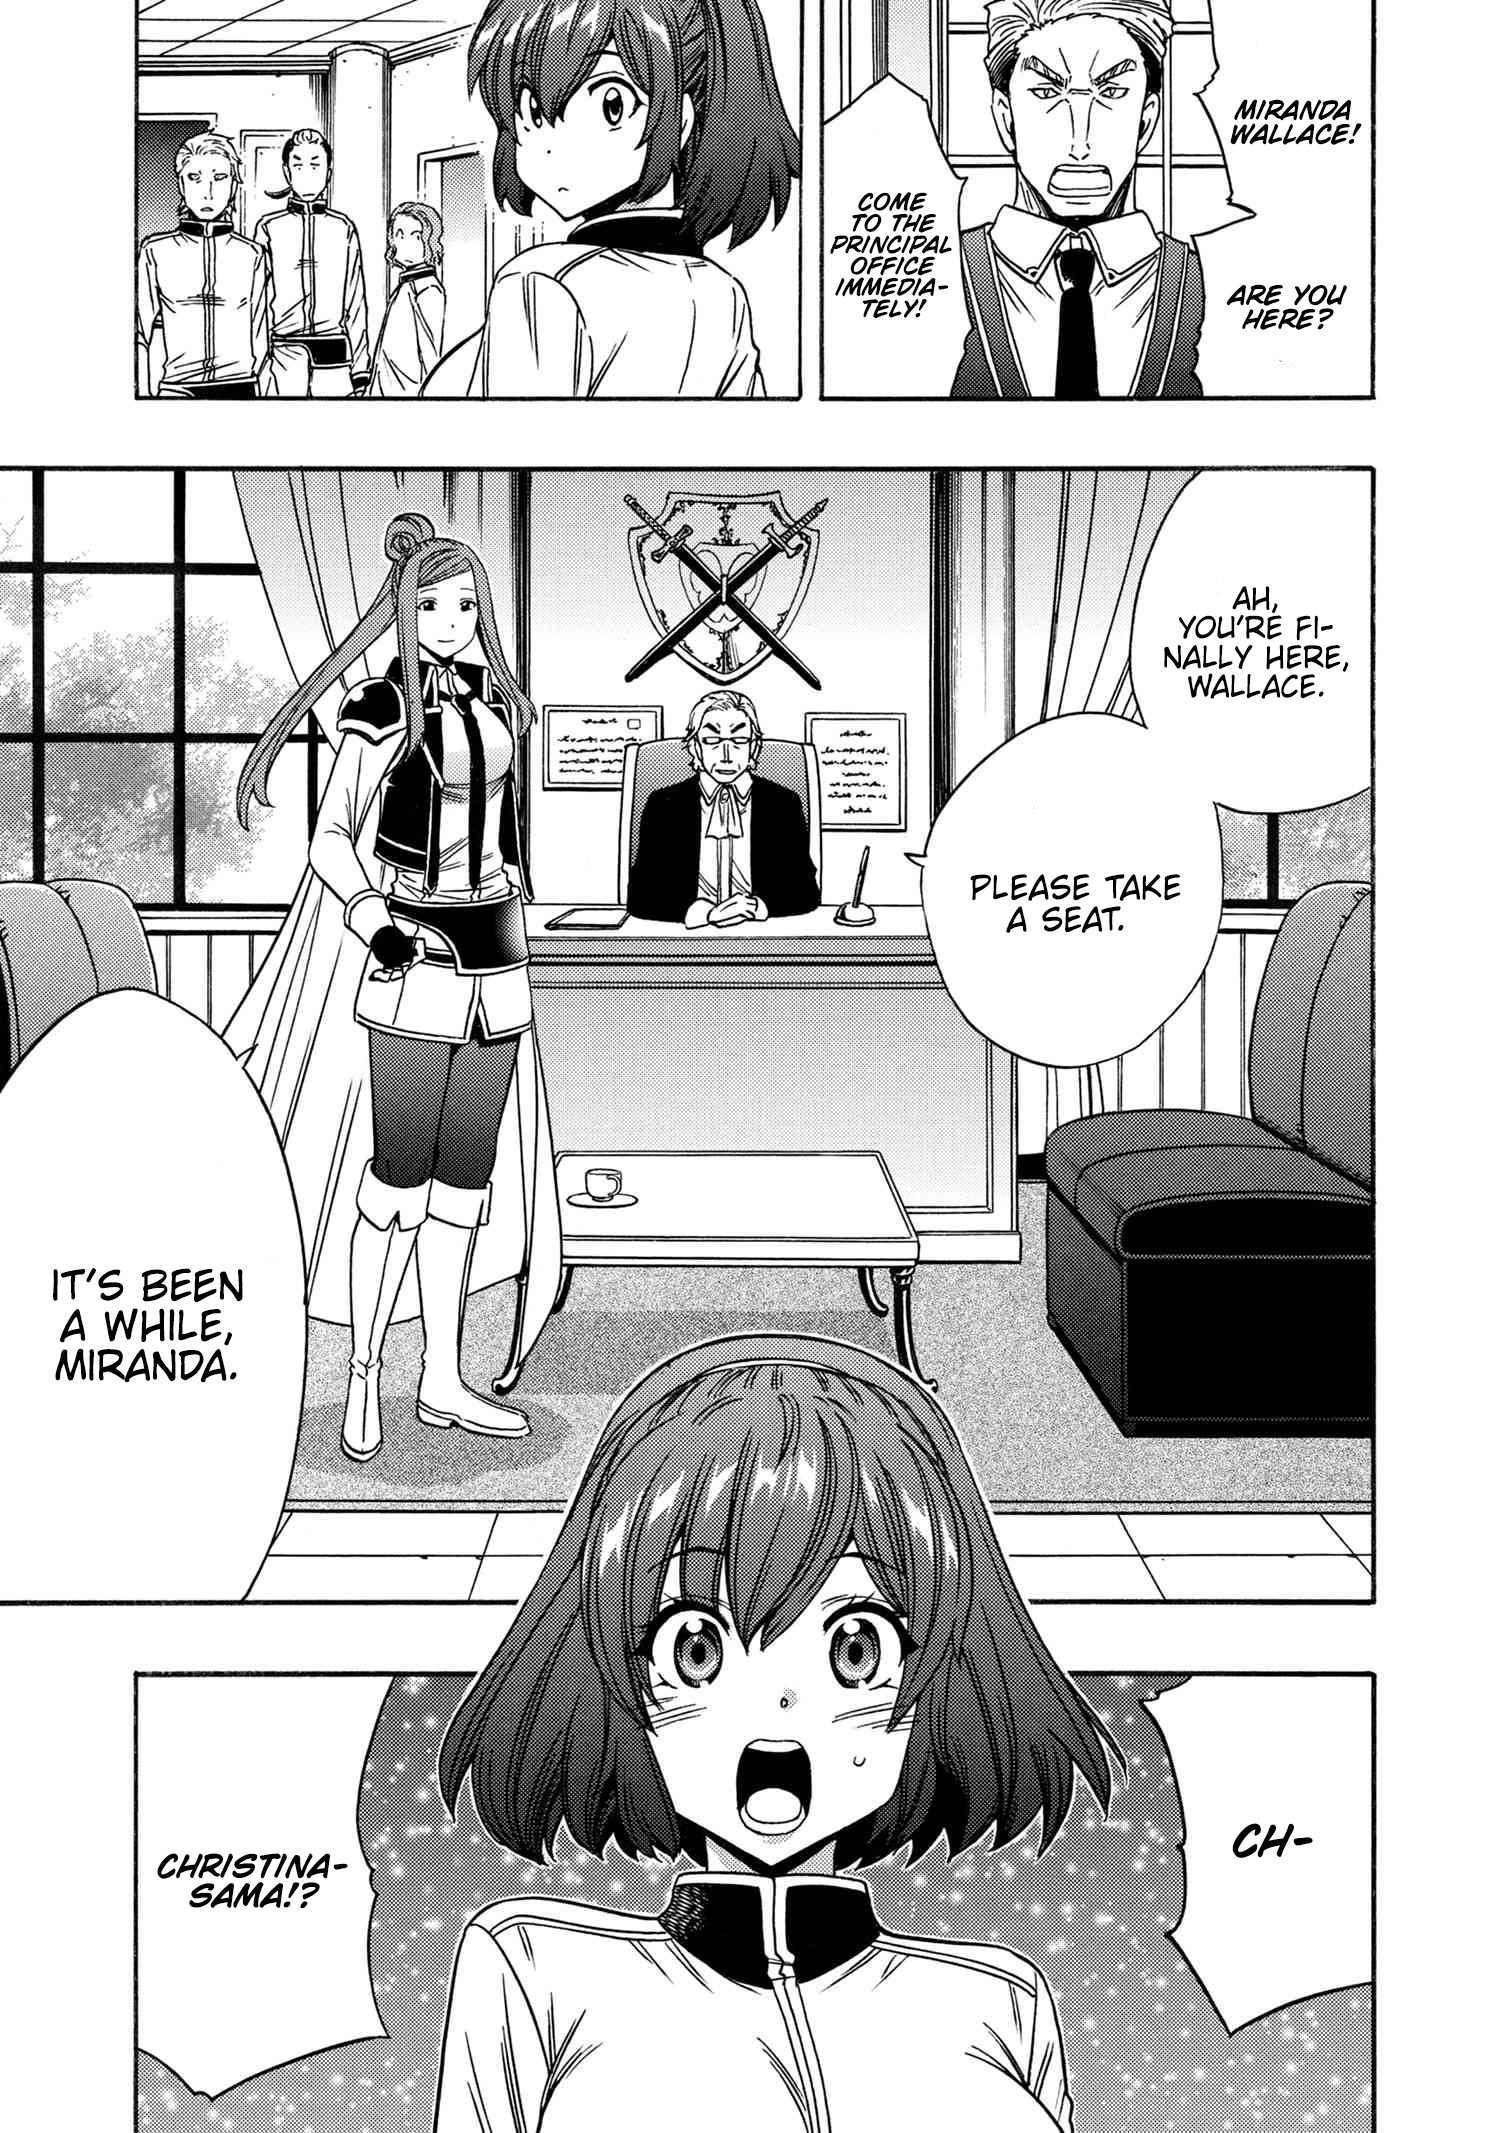 MIRANDA
WALLACE!
ARE YOU
HERE?
COME
TO THE
PRINCIPAL
OFFICE
IMMEDIA-
TELY!
AH,
YOU'RE FI-
NALLY HERE,
WALLACE.
PLEASE TAKE
A SEAT.
IT'S BEEN
A WHILE,
MIRANDA.
CH-
CHRISTINA-
SAMA!?